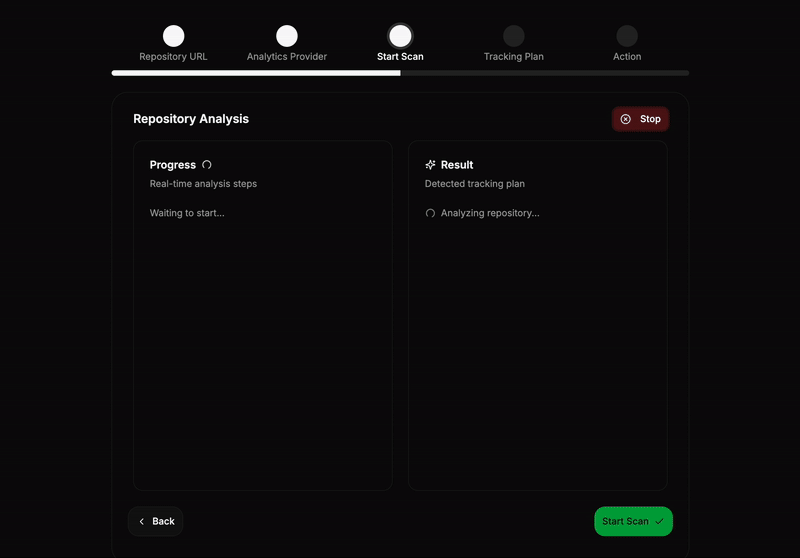 Repository URL
Analytics Provider
Start Scan
Tracking Plan
Action
Repository Analysis
Stop
Progress
Real-time analysis steps
Waiting to start...
Result
Detected tracking plan
Analyzing repository...
Back
Start Scan